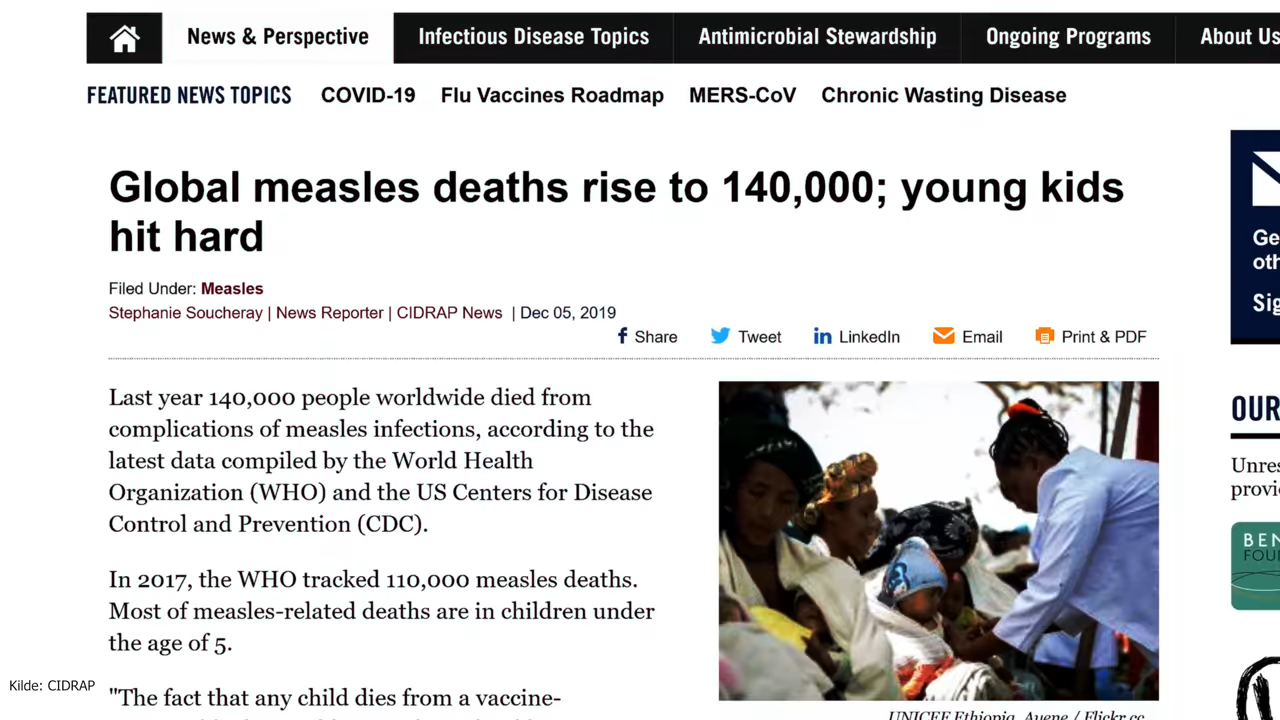 News & Perspective
Infectious Disease Topics
Antimicrobial Stewardship
Ongoing Programs
About Us
FEATURED NEWS TOPICS
COVID-19
Flu Vaccines Roadmap
MERS-CoV
Chronic Wasting Disease
Global measles deaths rise to 140,000; young kids
hit hard
Filed Under: Measles
Stephanie Soucheray | News Reporter | CIDRAP News | Dec 05, 2019
Share
Tweet
LinkedIn
Email
Print & PDF
Last year 140,000 people worldwide died from
complications of measles infections, according to the
latest data compiled by the World Health
Organization (WHO) and the US Centers for Disease
Control and Prevention (CDC).
In 2017, the WHO tracked 110,000 measles deaths.
Most of measles-related deaths are in children under
the age of 5.
"The fact that any child dies from a vaccine-
UNICEF Ethiopia, Ayene / Flickr cc
OUR
Kilde: CIDRAP